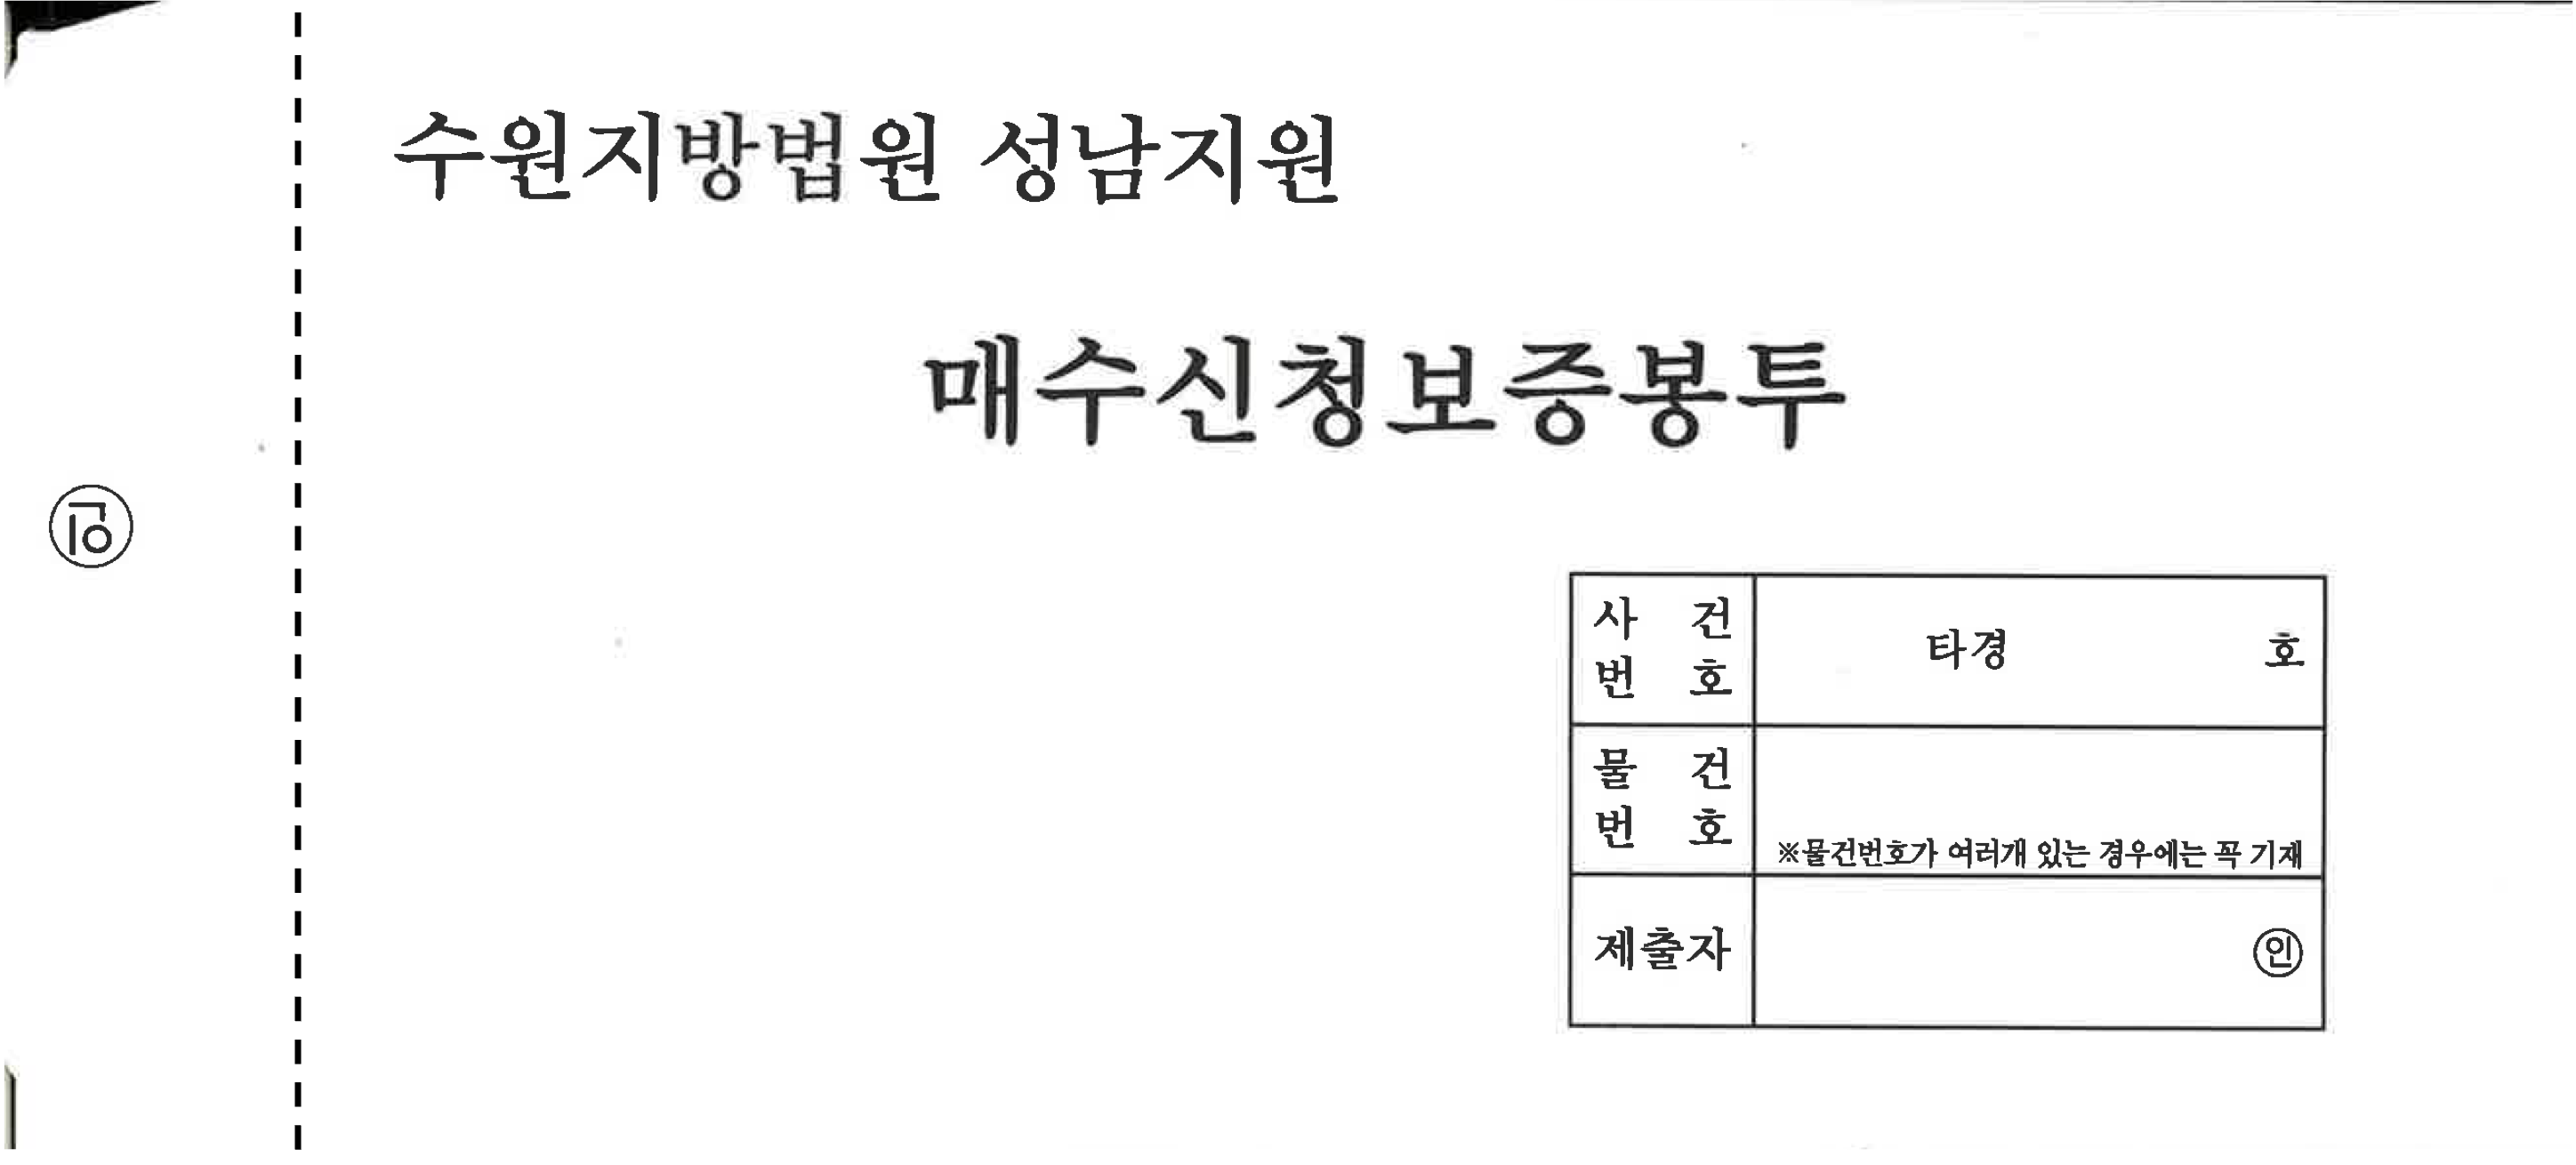 수원지방법원 성남지원
매수신청보증봉투
인
사 건
번 호
타경 호
물 건
번 호
※물건번호가 여러개 있는 경우에는 꼭 기재
제출자
인